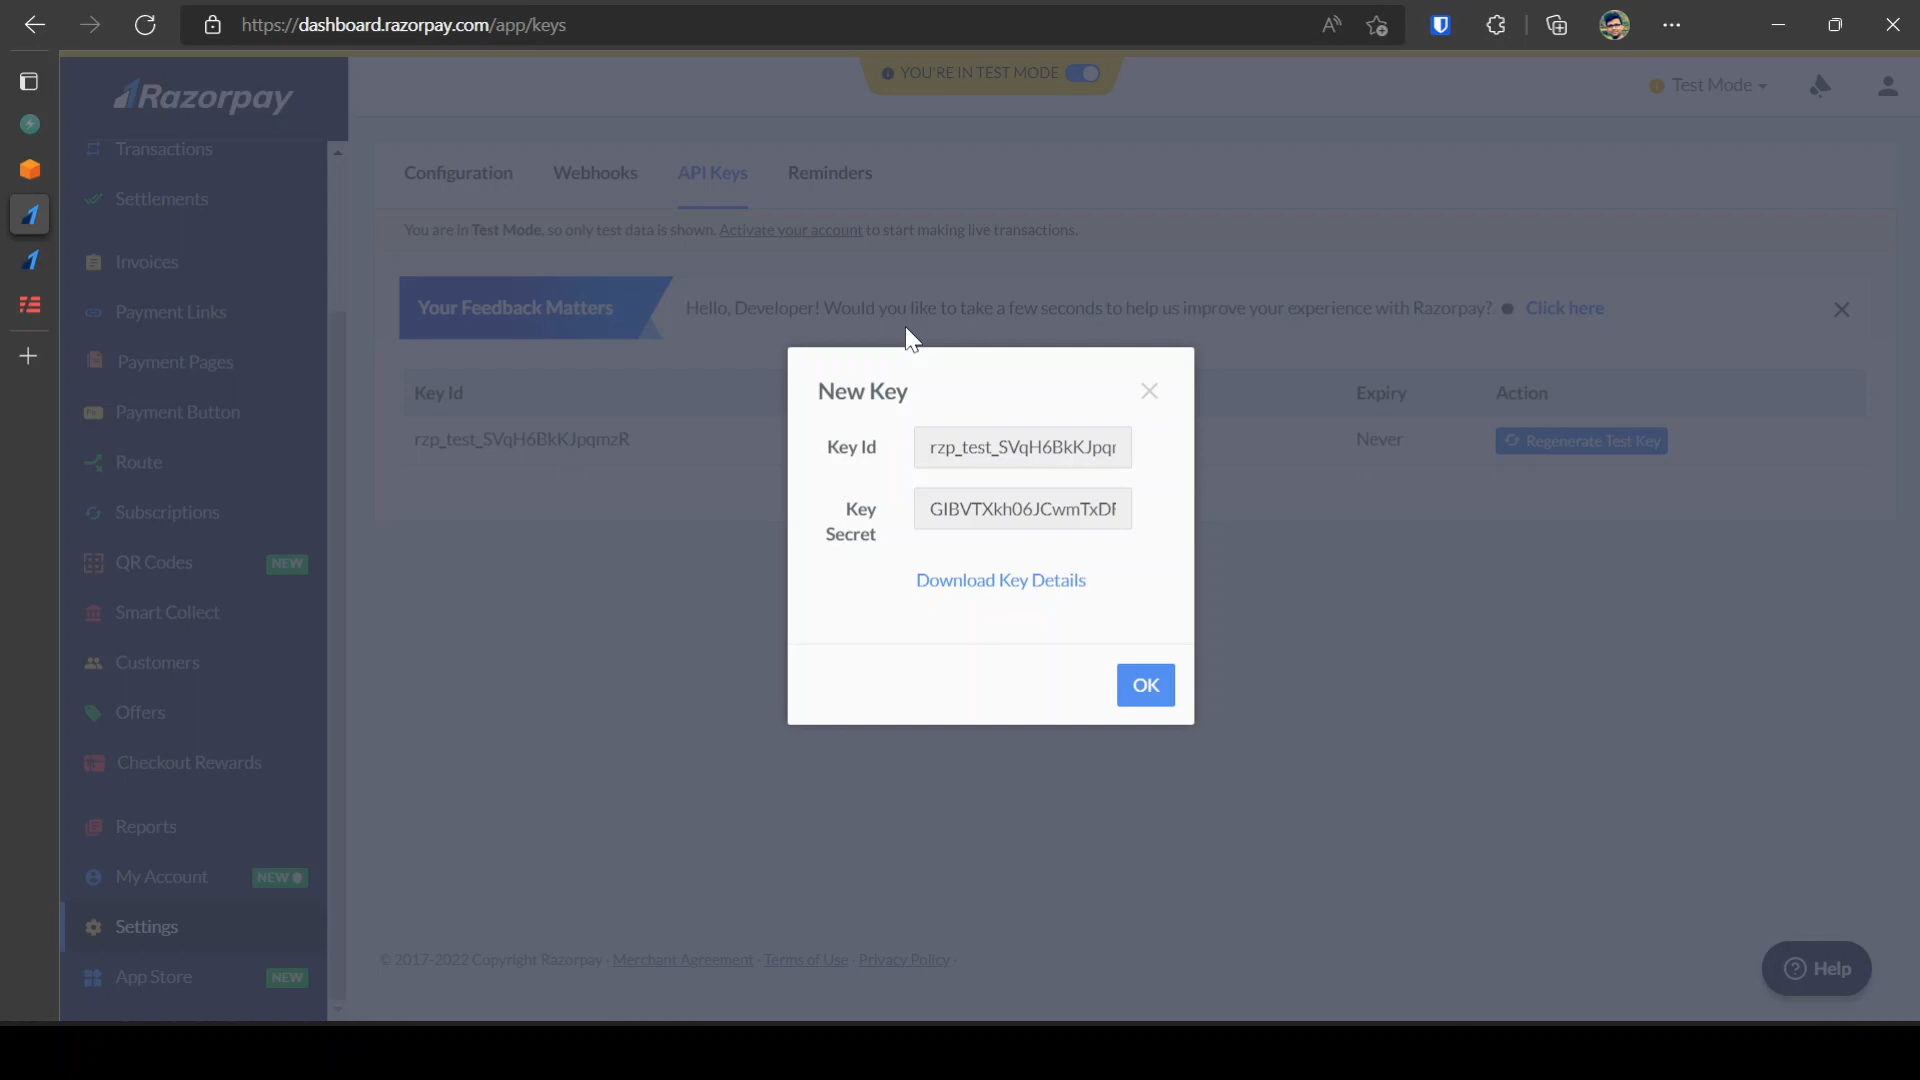 https://dashboard.razorpay.com/app/keys
Razorpay
YOU'RE IN TEST MODE
Test Mode
Transactions
Settlements
Invoices
Payment Links
Payment Pages
Payment Button
Route
Subscriptions
QR Codes NEW
Smart Collect
Customers
Offers
Checkout Rewards
Reports
My Account NEW
Settings
App Store NEW
Configuration Webhooks API Keys Reminders
You are in Test Mode, so only test data is shown. Activate your account to start making live transactions.
Your Feedback Matters Hello, Developer! Would you like to take a few seconds to help us improve your experience with Razorpay? Click here
Key Id Expiry Action
rzp_test_SVqH6BkKJpqmzR Never Regenerate Test Key
New Key
Key Id rzp_test_SVqH6BkKJpqr
Key Secret GIBVTXkh06JCwmTxDF
Download Key Details
OK
© 2017-2022 Copyright Razorpay · Merchant Agreement · Terms of Use · Privacy Policy ·
Help